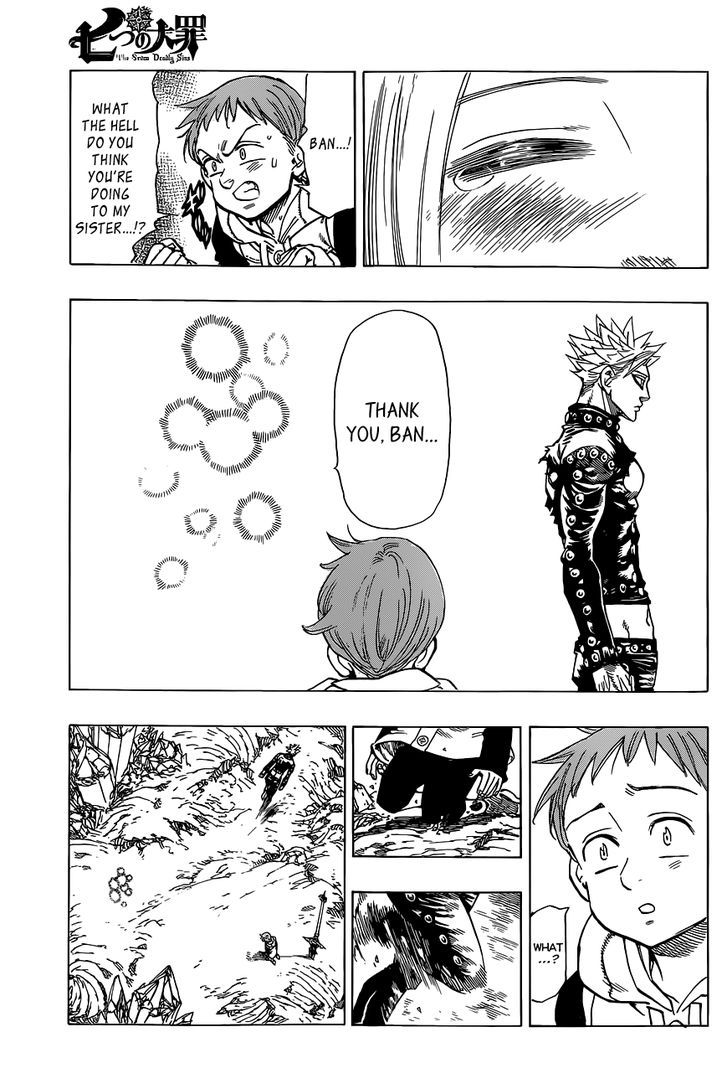 七つの大罪
The Seven Deadly Sins
BAN...!
WHAT
THE HELL
DO YOU
THINK
YOU'RE
DOING
TO MY
SISTER...!?
THANK
YOU, BAN...
WHAT
...?